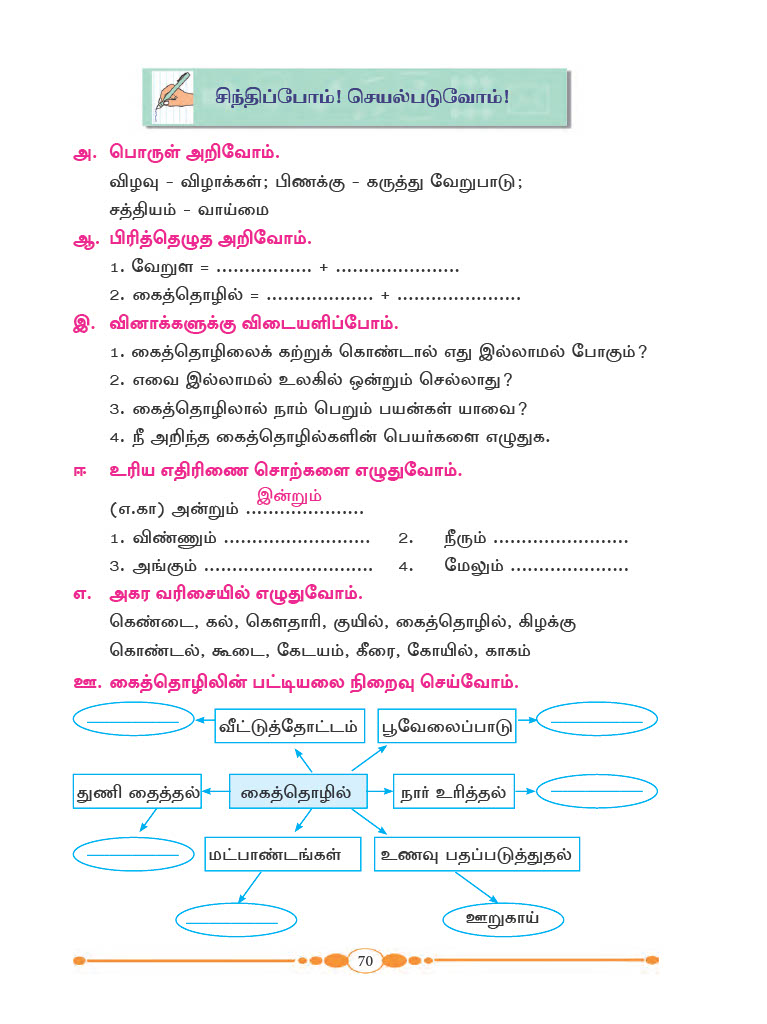 சிந்திப்போம்! செயல்படுவோம்!
அ. பொருள் அறிவோம்.
விழவு – விழாக்கள்; பிணக்கு – கருத்து வேறுபாடு;
சத்தியம் – வாய்மை
ஆ. பிரித்தெழுத அறிவோம்.
1. வேறுள = ................. + ......................
2. கைத்தொழில் = ................... + ......................
இ. வினாக்களுக்கு விடையளிப்போம்.
1. கைத்தொழிலைக் கற்றுக் கொண்டால் எது இல்லாமல் போகும்?
2. எவை இல்லாமல் உலகில் ஒன்றும் செல்லாது?
3. கைத்தொழிலால் நாம் பெறும் பயன்கள் யாவை?
4. நீ அறிந்த கைத்தொழில்களின் பெயர்களை எழுதுக.
ஈ உரிய எதிரிணை சொற்களை எழுதுவோம்.
இன்றும்
(எ.கா) அன்றும் .....................
1. விண்ணும் .......................... 2. நீரும் ........................
3. அங்கும் .............................. 4. மேலும் .....................
எ. அகர வரிசையில் எழுதுவோம்.
கெண்டை, கல், கௌதாரி, குயில், கைத்தொழில், கிழக்கு
கொண்டல், கூடை, கேடயம், கீரை, கோயில், காகம்
ஊ. கைத்தொழிலின் பட்டியலை நிறைவு செய்வோம்.
வீட்டுத்தோட்டம் பூவேலைப்பாடு
துணி தைத்தல் கைத்தொழில் நார் உரித்தல்
மட்பாண்டங்கள் உணவு பதப்படுத்துதல்
ஊறுகாய்
70